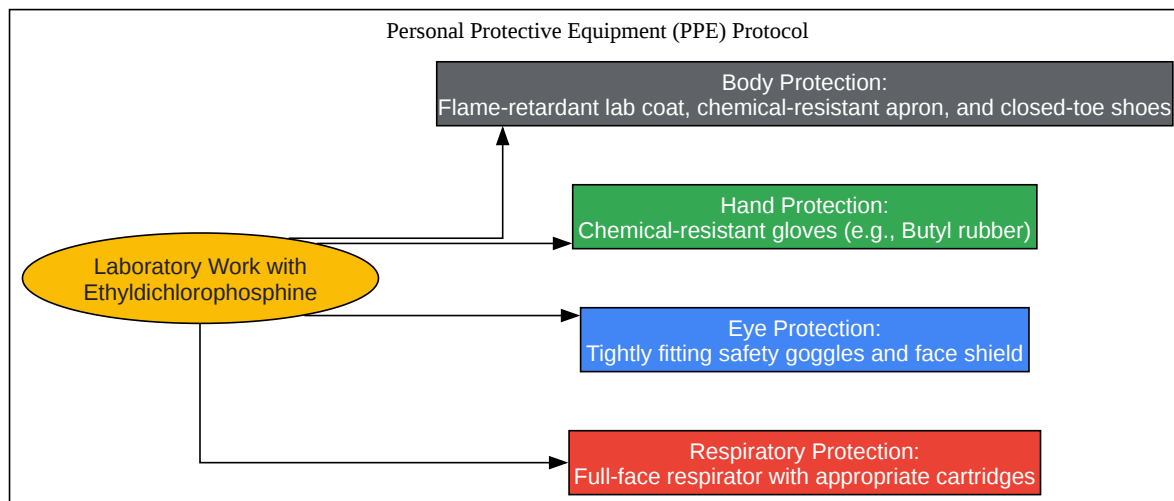 Personal Protective Equipment (PPE) Protocol
Body Protection:
Flame-retardant lab coat, chemical-resistant apron, and closed-toe shoes
Hand Protection:
Chemical-resistant gloves (e.g., Butyl rubber)
Laboratory Work with
Ethyldichlorophosphine
Eye Protection:
Tightly fitting safety goggles and face shield
Respiratory Protection:
Full-face respirator with appropriate cartridges